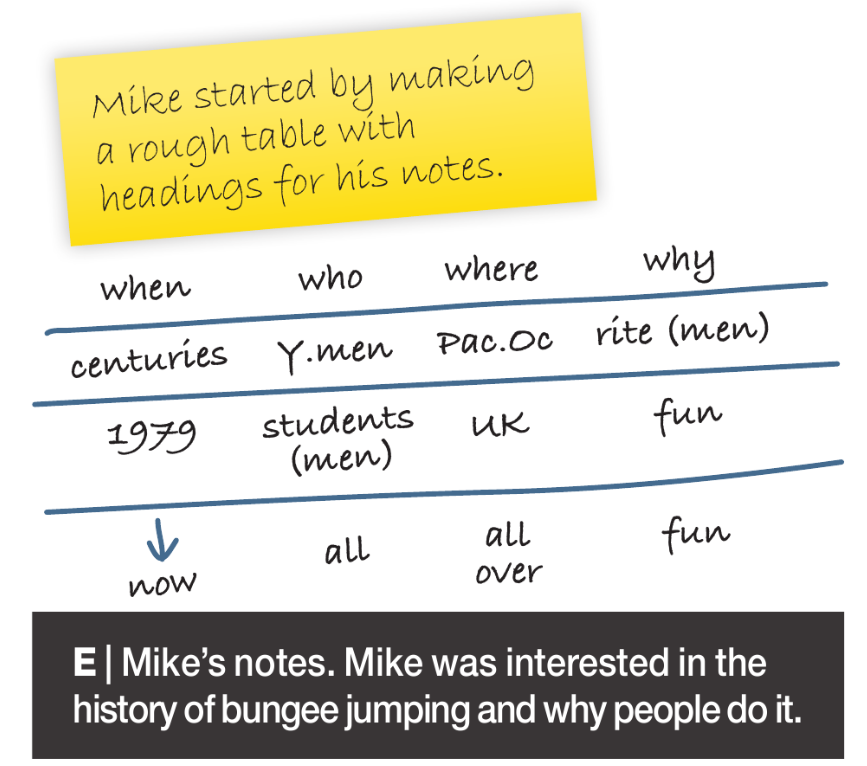 Mike started by making
a rough table with
headings for his notes.
when who where why
centuries Y.men Pac.Oc rite (men)
1979 students (men) UK fun
↓ now all all over fun
E | Mike's notes. Mike was interested in the
history of bungee jumping and why people do it.